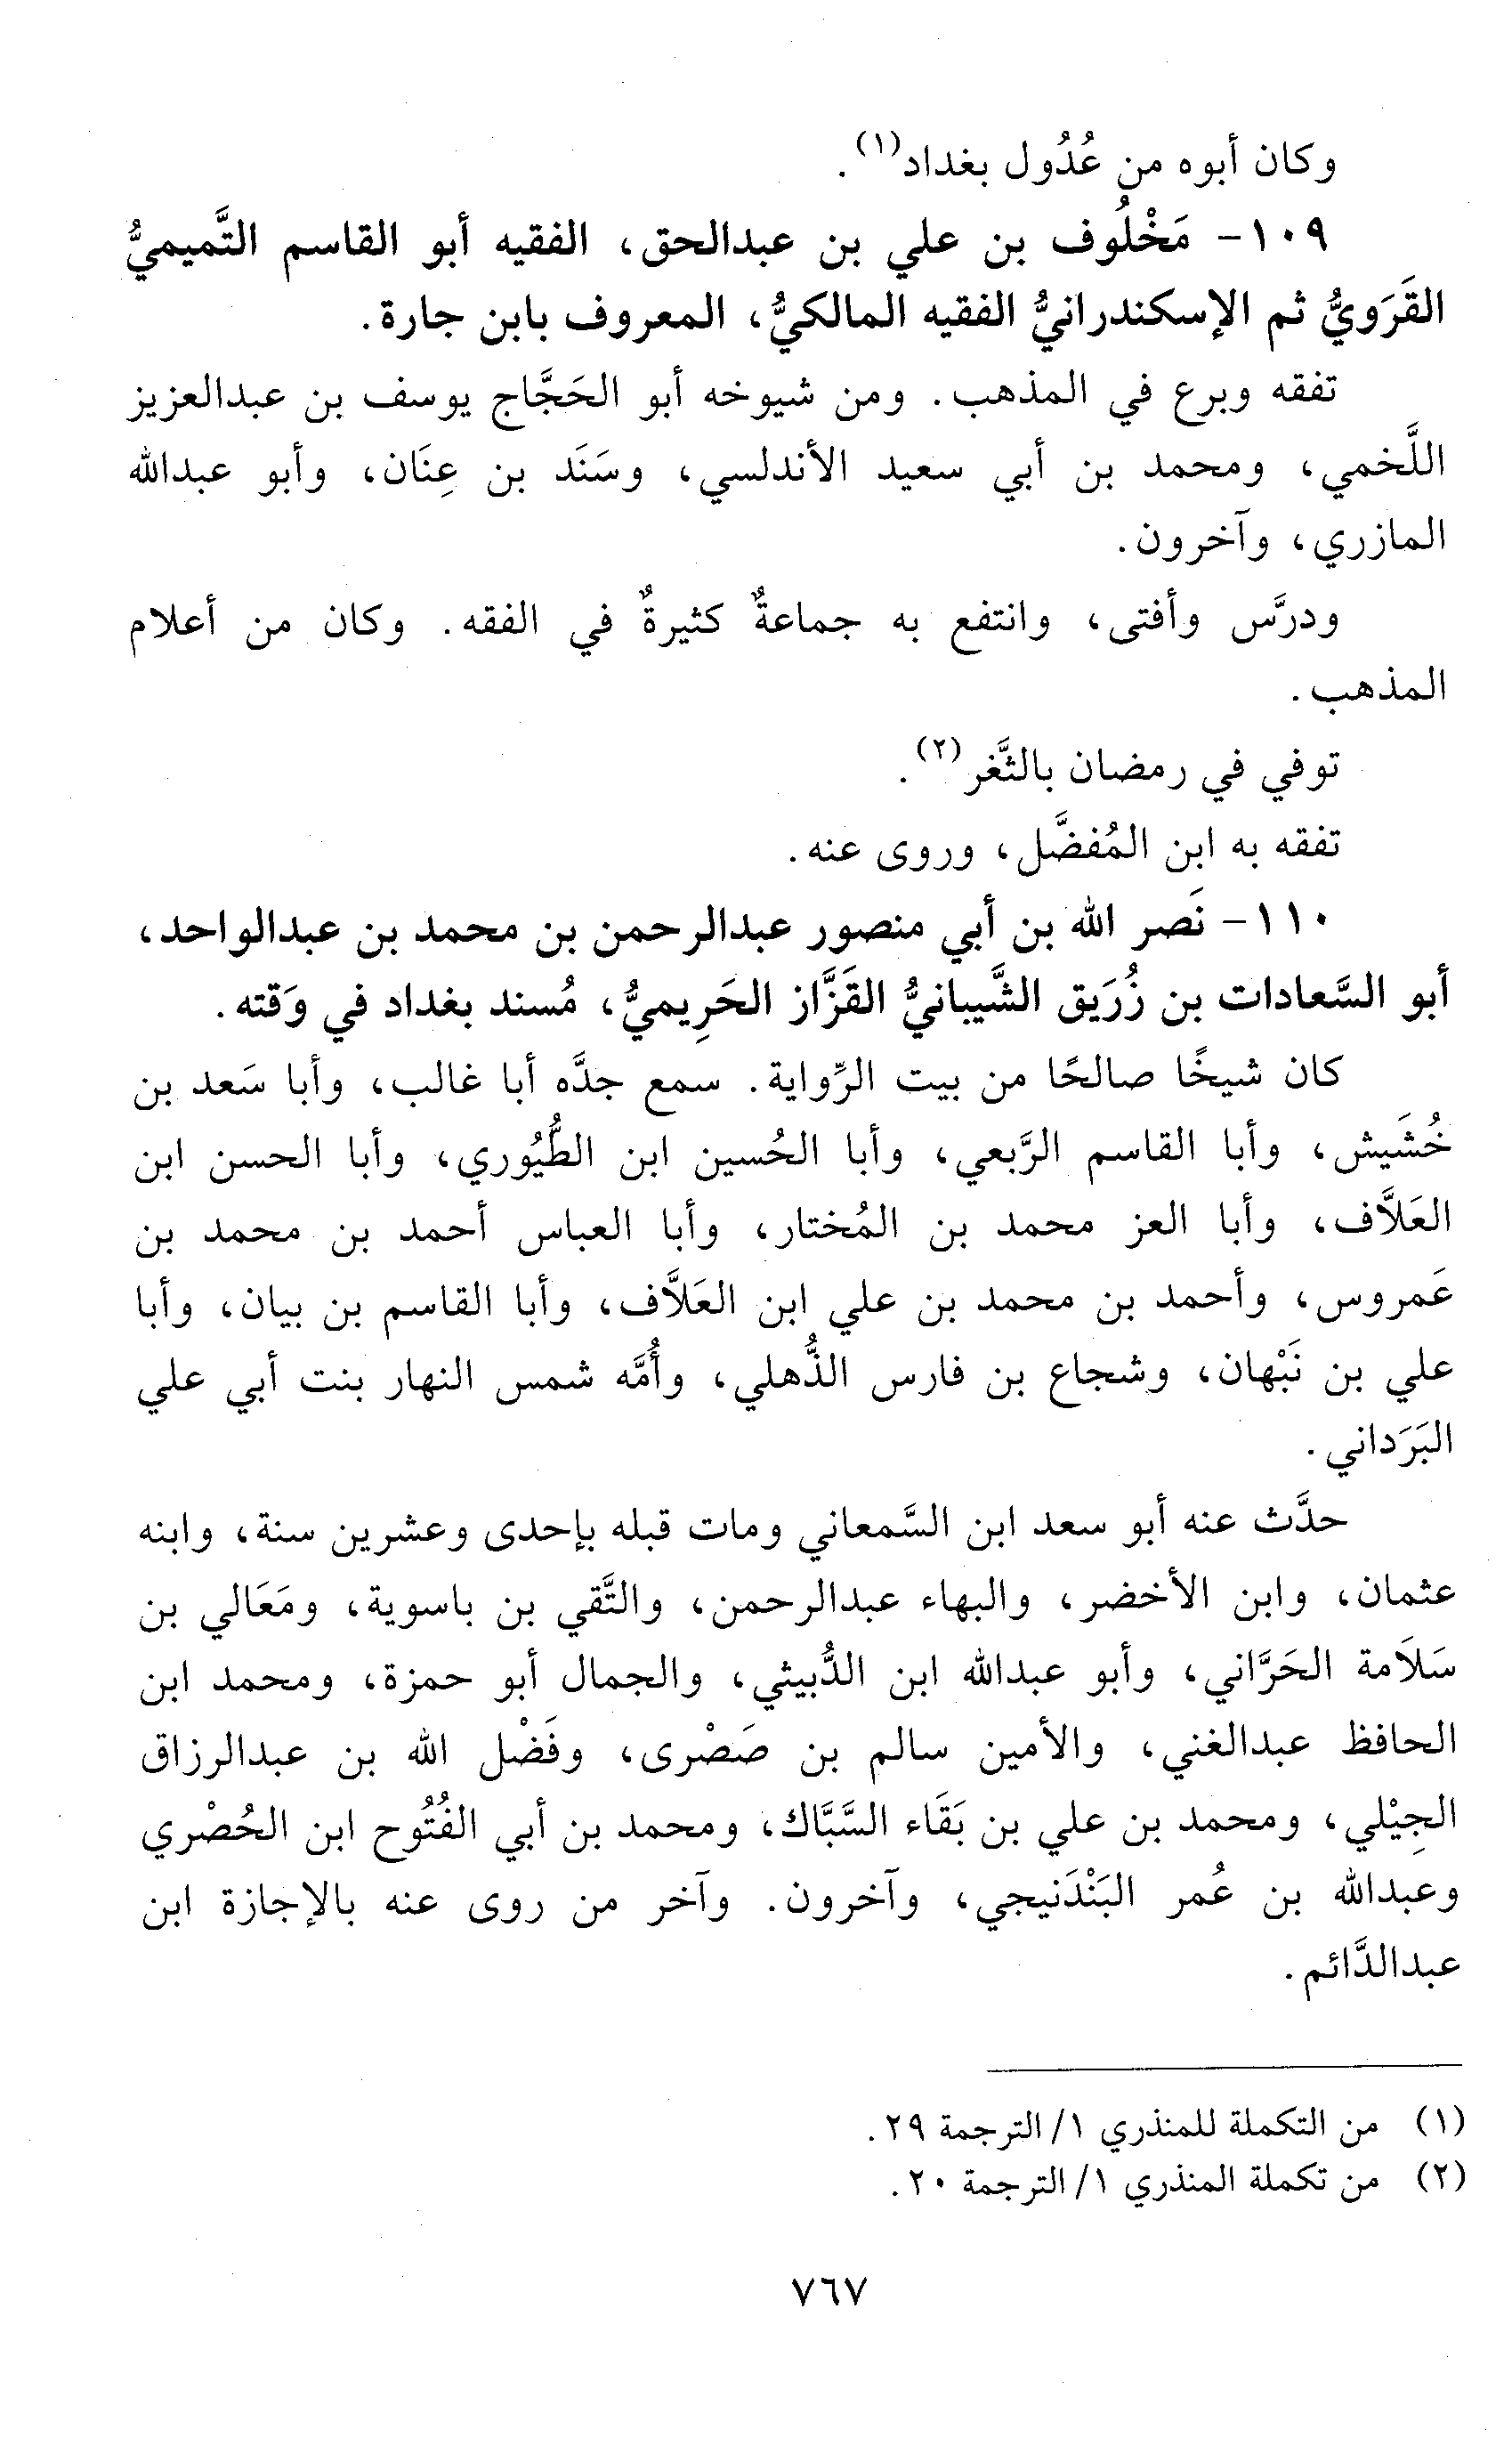 وكان أبوه من عُدُول بغداد(١).
١٠٩- مَخْلُوف بن علي بن عبدالحق، الفقيه أبو القاسم التَّميميُّ
القَرَويُّ ثم الإسكندرانيُّ الفقيه المالكيُّ، المعروف بابن جارة.
تفقه وبرع في المذهب. ومن شيوخه أبو الحَجَّاج يوسف بن عبدالعزيز
اللَّخمي، ومحمد بن أبي سعيد الأندلسي، وسَنَد بن عِنَان، وأبو عبدالله
المازري، وآخرون.
ودرَّس وأفتى، وانتفع به جماعةٌ كثيرةٌ في الفقه. وكان من أعلام
المذهب.
توفي في رمضان بالثَّغر(٢).
تفقه به ابن المُفضَّل، وروى عنه.
١١٠- نَصر الله بن أبي منصور عبدالرحمن بن محمد بن عبدالواحد،
أبو السَّعادات بن زُرَيق الشَّيبانيُّ القَزَّاز الحَرِيميُّ، مُسند بغداد في وَقته.
كان شيخًا صالحًا من بيت الرِّواية. سمع جدَّه أبا غالب، وأبا سَعد بن
خُشَيش، وأبا القاسم الرَّبعي، وأبا الحُسين ابن الطُّيُوري، وأبا الحسن ابن
العَلاَّف، وأبا العز محمد بن المُختار، وأبا العباس أحمد بن محمد بن
عَمروس، وأحمد بن محمد بن علي ابن العَلاَّف، وأبا القاسم بن بيان، وأبا
علي بن نَبْهان، وشجاع بن فارس الذُّهلي، وأُمَّه شمس النهار بنت أبي علي
البَرَداني.
حدَّث عنه أبو سعد ابن السَّمعاني ومات قبله بإحدى وعشرين سنة، وابنه
عثمان، وابن الأخضر، والبهاء عبدالرحمن، والتَّقي بن باسوية، ومَعَالي بن
سَلاَمة الحَرَّاني، وأبو عبدالله ابن الدُّبيثي، والجمال أبو حمزة، ومحمد ابن
الحافظ عبدالغني، والأمين سالم بن صَصْرى، وفَضْل الله بن عبدالرزاق
الجِيْلي، ومحمد بن علي بن بَقَاء السَّبَّاك، ومحمد بن أبي الفُتُوح ابن الحُصْري
وعبدالله بن عُمر البَنْدَنيجي، وآخرون. وآخر من روى عنه بالإجازة ابن
عبدالدَّائم.
(١) من التكملة للمنذري ١/ الترجمة ٢٩.
(٢) من تكملة المنذري ١/ الترجمة ٢٠.
٧٦٧